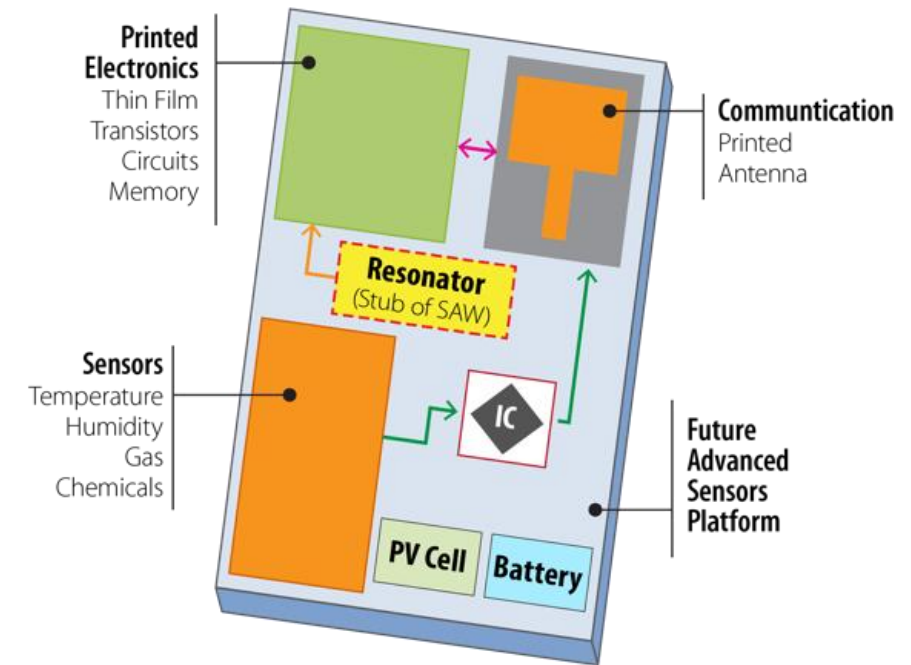 Printed
Electronics
Thin Film
Transistors
Circuits
Memory
Communtication
Printed
Antenna
Resonator
(Stub of SAW)
Sensors
Temperature
Humidity
Gas
Chemicals
IC
Future
Advanced
Sensors
Platform
PV Cell
Battery